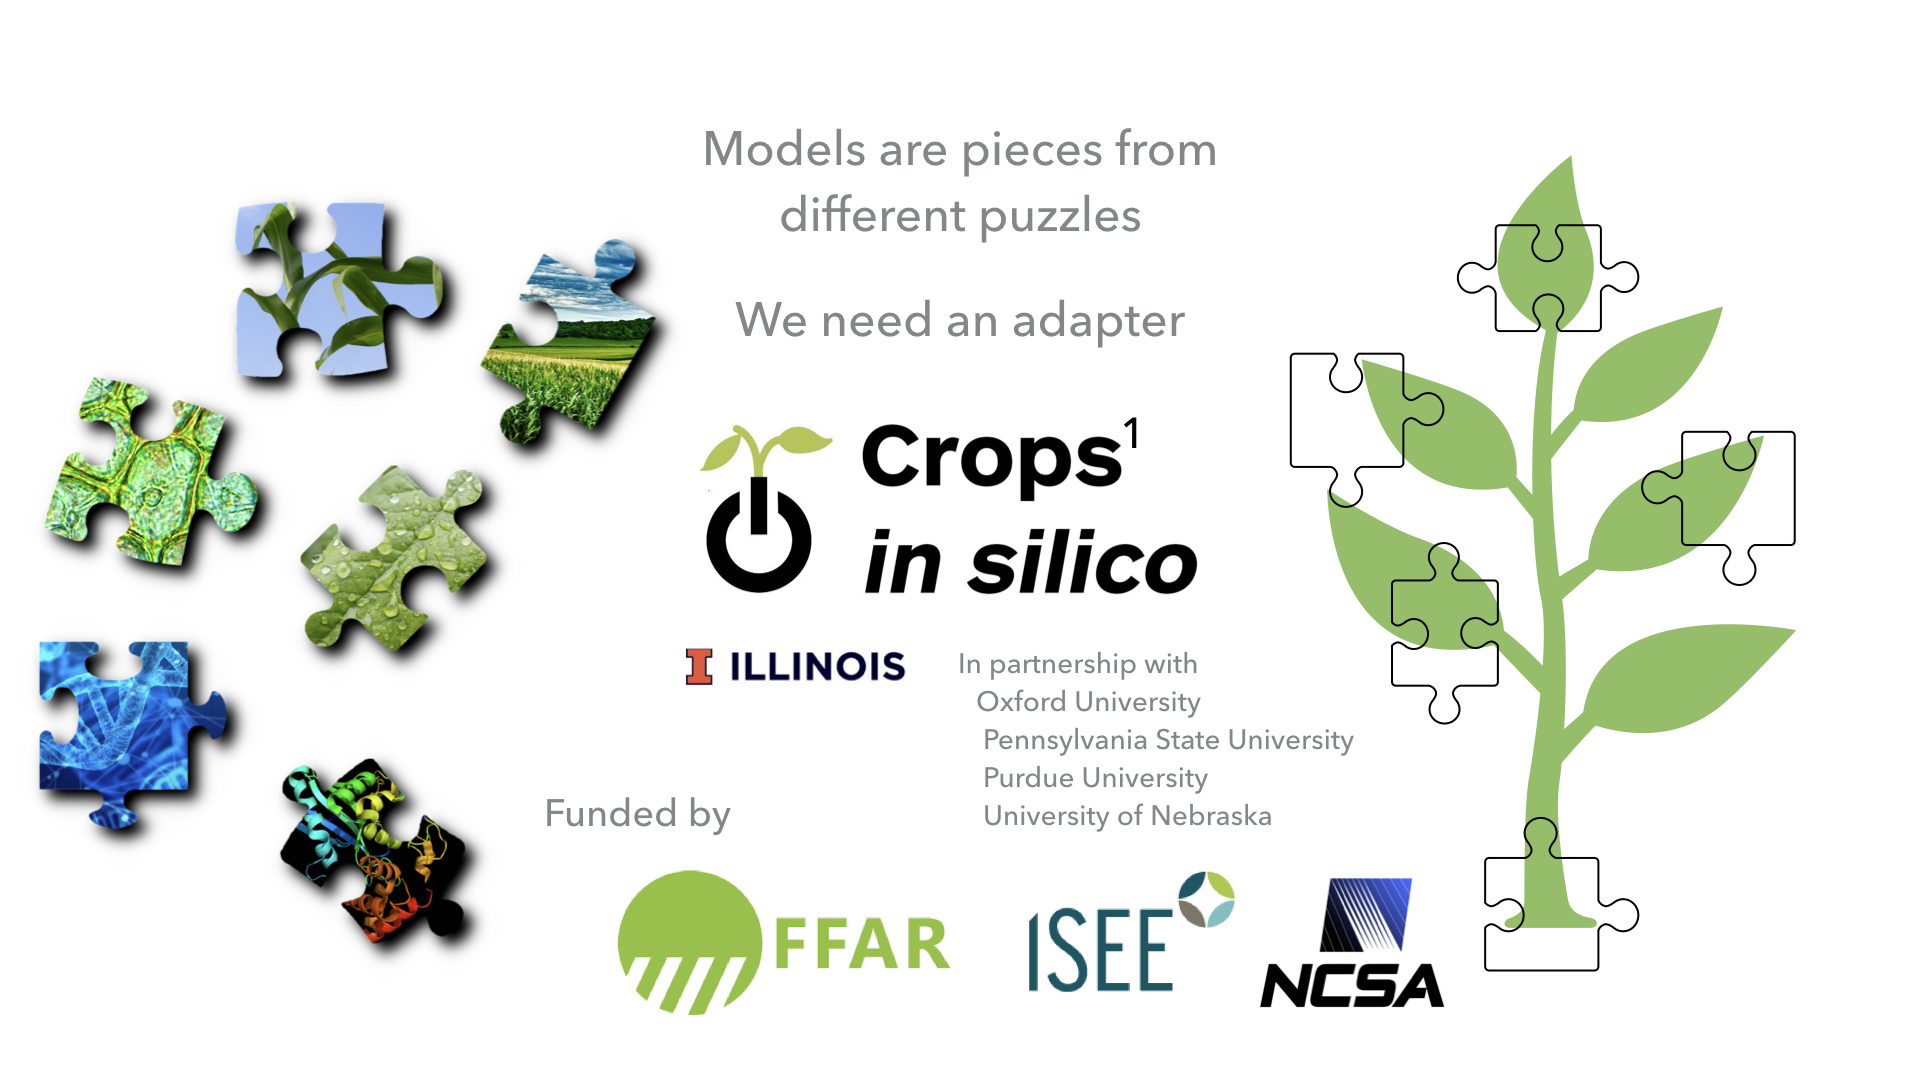 Models are pieces from
different puzzles
We need an adapter
Crops1
in silico
I ILLINOIS
In partnership with
Oxford University
Pennsylvania State University
Purdue University
University of Nebraska
Funded by
FFAR
ISEE
NCSA